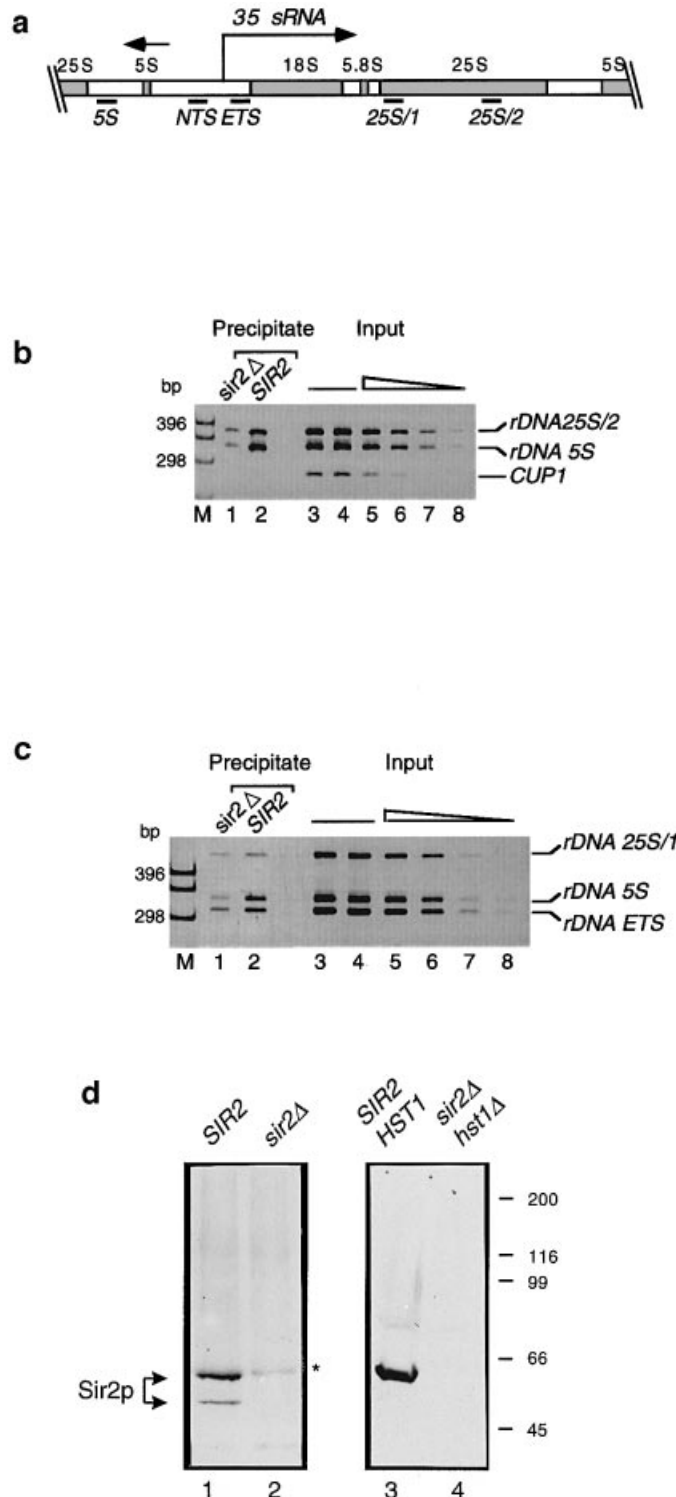 a
35 sRNA
25S 5S 18S 5.8S 25S 5S
5S NTS ETS 25S/1 25S/2
b
Precipitate Input
bp sir2Δ SIR2
396
298
rDNA25S/2
rDNA 5S
CUP1
M 1 2 3 4 5 6 7 8
c
Precipitate Input
bp sir2Δ SIR2
396
298
rDNA 25S/1
rDNA 5S
rDNA ETS
M 1 2 3 4 5 6 7 8
d
SIR2 sir2Δ SIR2 HST1 sir2Δ hst1Δ
200
116
99
66
45
Sir2p
*
1 2 3 4